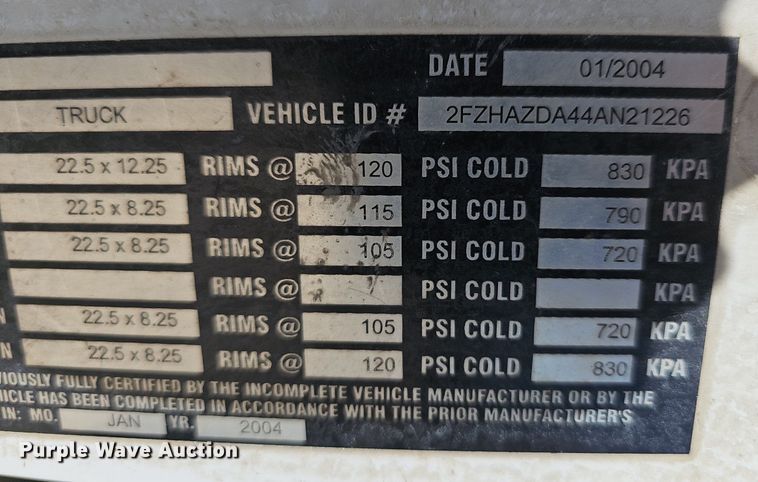 DATE 01/2004
TRUCK VEHICLE ID # 2FZHAZDA44AN21226
22.5 x 12.25 RIMS @ 120 PSI COLD 830 KPA
22.5 x 8.25 RIMS @ 115 PSI COLD 790 KPA
22.5 x 8.25 RIMS @ 105 PSI COLD 720 KPA
RIMS @ PSI COLD KPA
N 22.5 x 8.25 RIMS @ 105 PSI COLD 720 KPA
N 22.5 x 8.25 RIMS @ 120 PSI COLD 830 KPA
VIOUSLY FULLY CERTIFIED BY THE INCOMPLETE VEHICLE MANUFACTURER OR BY THE
HICLE HAS BEEN COMPLETED IN ACCORDANCE WITH THE PRIOR MANUFACTURER'S
IN: MO. JAN YR. 2004
Purple Wave Auction